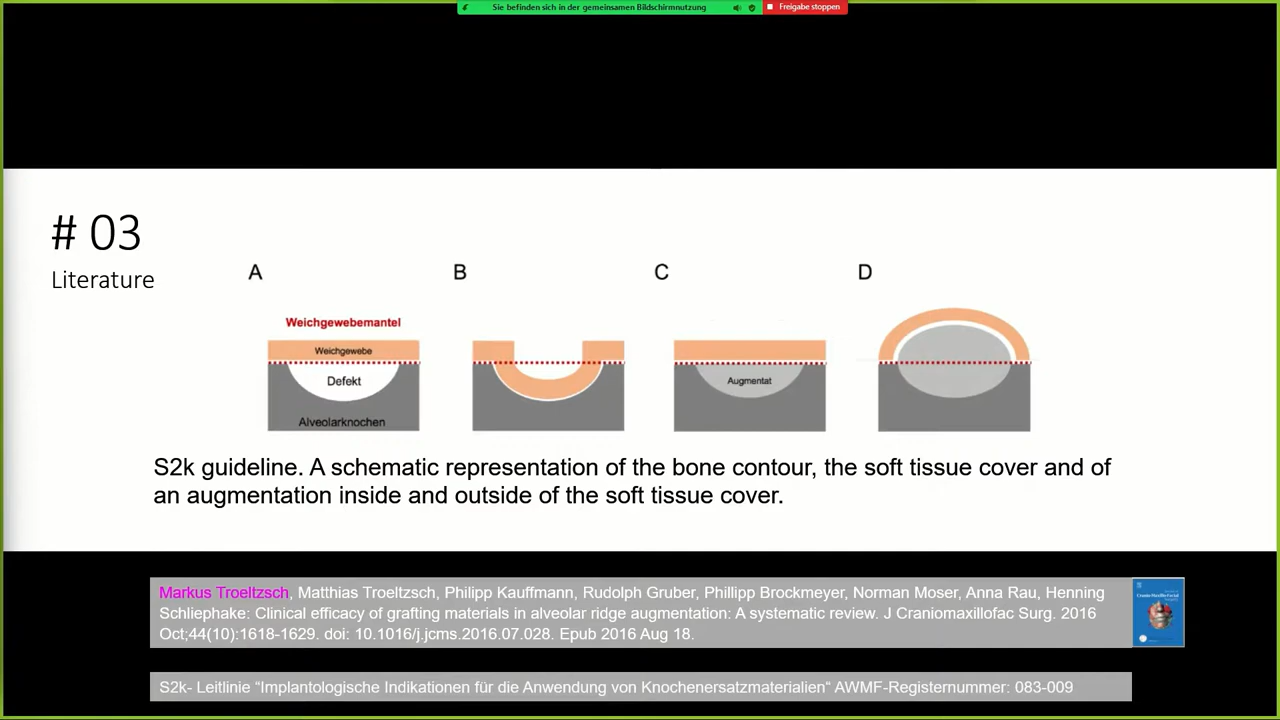 Sie befinden sich in der gemeinsamen Bildschirmnutzung
Freigabe stoppen
# 03
Literature
A
B
C
D
Weichgewebemantel
Weichgewebe
Defekt
Augmentat
Alveolarknochen
S2k guideline. A schematic representation of the bone contour, the soft tissue cover and of
an augmentation inside and outside of the soft tissue cover.
Markus Troeltzsch, Matthias Troeltzsch, Philipp Kauffmann, Rudolph Gruber, Phillipp Brockmeyer, Norman Moser, Anna Rau, Henning
Schliephake: Clinical efficacy of grafting materials in alveolar ridge augmentation: A systematic review. J Craniomaxillofac Surg. 2016
Oct;44(10):1618-1629. doi: 10.1016/j.jcms.2016.07.028. Epub 2016 Aug 18.
S2k- Leitlinie “Implantologische Indikationen für die Anwendung von Knochenersatzmaterialien“ AWMF-Registernummer: 083-009